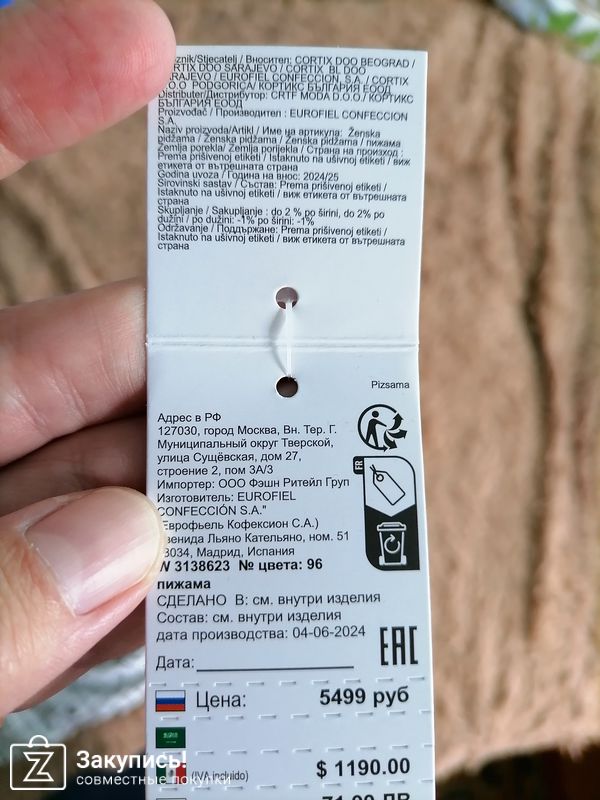 znik/Stjecatelj / Вносител: CORTIX DOO BEOGRAD /
RTIX DOO SARAJEVO / CORTIX BL DOO
ARAJEVO / EUROFIEL CONFECCION, S.A. / CORTIX
O.O PODGORICA/ КОРТИКС БЪЛГАРИЯ ЕООД
Distributer/Дистрибутор: CRTF MODA D.O.O./ КОРТИКС
БЪЛГАРИЯ ЕООД
Proizvođač / Производител : EUROFIEL CONFECCION
S.A.
Naziv proizvoda/Artikl / Име на артикула: Ženska
pidžama / Ženska pidžama / Ženska pidžama / пижама
Zemlja porekla/ Zemlja porijekla / Страна на произход :
Prema prišivenoj etiketi / Istaknuto na ušivnoj etiketi / виж
етикета от вътрешната страна
Godina uvoza / Година на внос: 2024/25
Sirovinski sastav / Състав: Prema prišivenoj etiketi /
Istaknuto na ušivnoj etiketi / виж етикета от вътрешната
страна
Skupljanje / Sakupljanje : do 2 % po širini, do 2% po
dužini / po dužini: -1% po širini: -1%
Održavanje / Поддържане: Prema prišivenoj etiketi /
Istaknuto na ušivnoj etiketi / виж етикета от вътрешната
страна
Pizsama
Адрес в РФ
127030, город Москва, Вн. Тер. Г.
Муниципальный округ Тверской,
улица Сущёвская, дом 27,
строение 2, пом 3А/3
Импортер: ООО Фэшн Ритейл Груп
Изготовитель: EUROFIEL
CONFECCIÓN S.A."
Еврофьель Кофексион С.А.)
венида Льяно Кательяно, ном. 51
8034, Мадрид, Испания
FR
W 3138623 № цвета: 96
пижама
СДЕЛАНО В: см. внутри изделия
Состав: см. внутри изделия
дата производства: 04-06-2024
Дата:
EAC
Цена: 5499 руб
(IVA incluido) $ 1190.00
71.09 ЛВ
Закупись!
совместные покупки